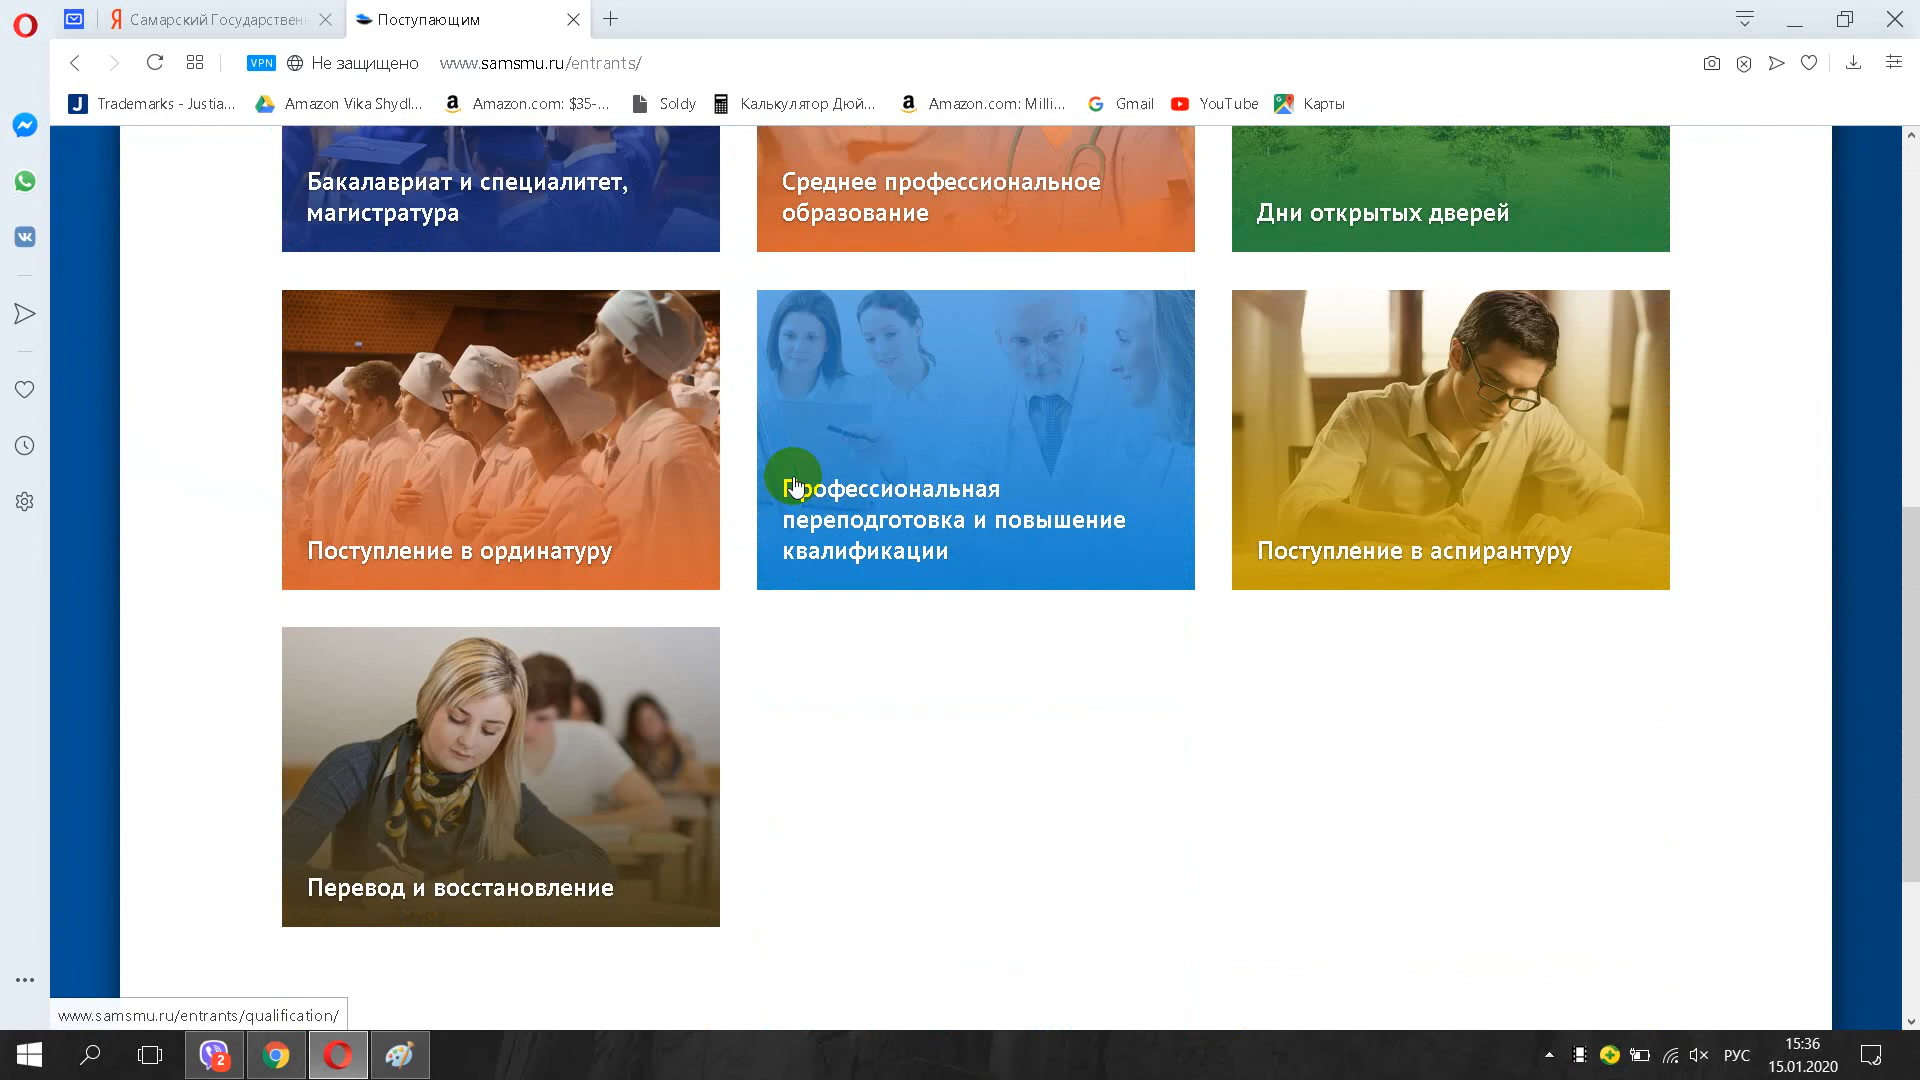 Самарский Государствен
Поступающим
VPN
Не защищено
www.samsmu.ru/entrants/
Trademarks - Justia...
Amazon Vika Shydl...
Amazon.com: $35-...
Soldy
Калькулятор Дюй...
Amazon.com: Milli...
Gmail
YouTube
Карты
Бакалавриат и специалитет,
магистратура
Среднее профессиональное
образование
Дни открытых дверей
Поступление в ординатуру
Профессиональная
переподготовка и повышение
квалификации
Поступление в аспирантуру
Перевод и восстановление
www.samsmu.ru/entrants/qualification/
2
РУС
15:36
15.01.2020